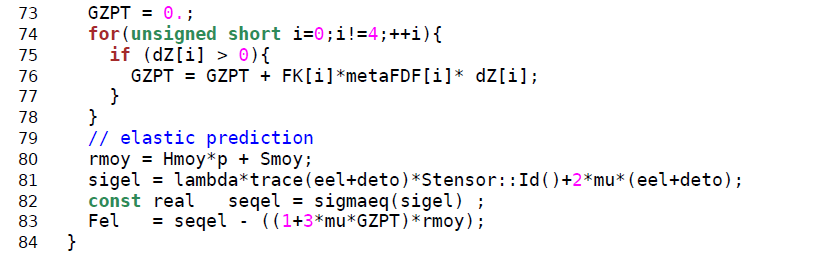 73 GZPT = 0.;
74 for(unsigned short i=0;i!=4;++i){
75 if (dZ[i] > 0){
76 GZPT = GZPT + FK[i]*metaFDF[i]* dZ[i];
77 }
78 }
79 // elastic prediction
80 rmoy = Hmoy*p + Smoy;
81 sigel = lambda*trace(eel+deto)*Stensor::Id()+2*mu*(eel+deto);
82 const real seqel = sigmaeq(sigel) ;
83 Fel = seqel - ((1+3*mu*GZPT)*rmoy);
84 }